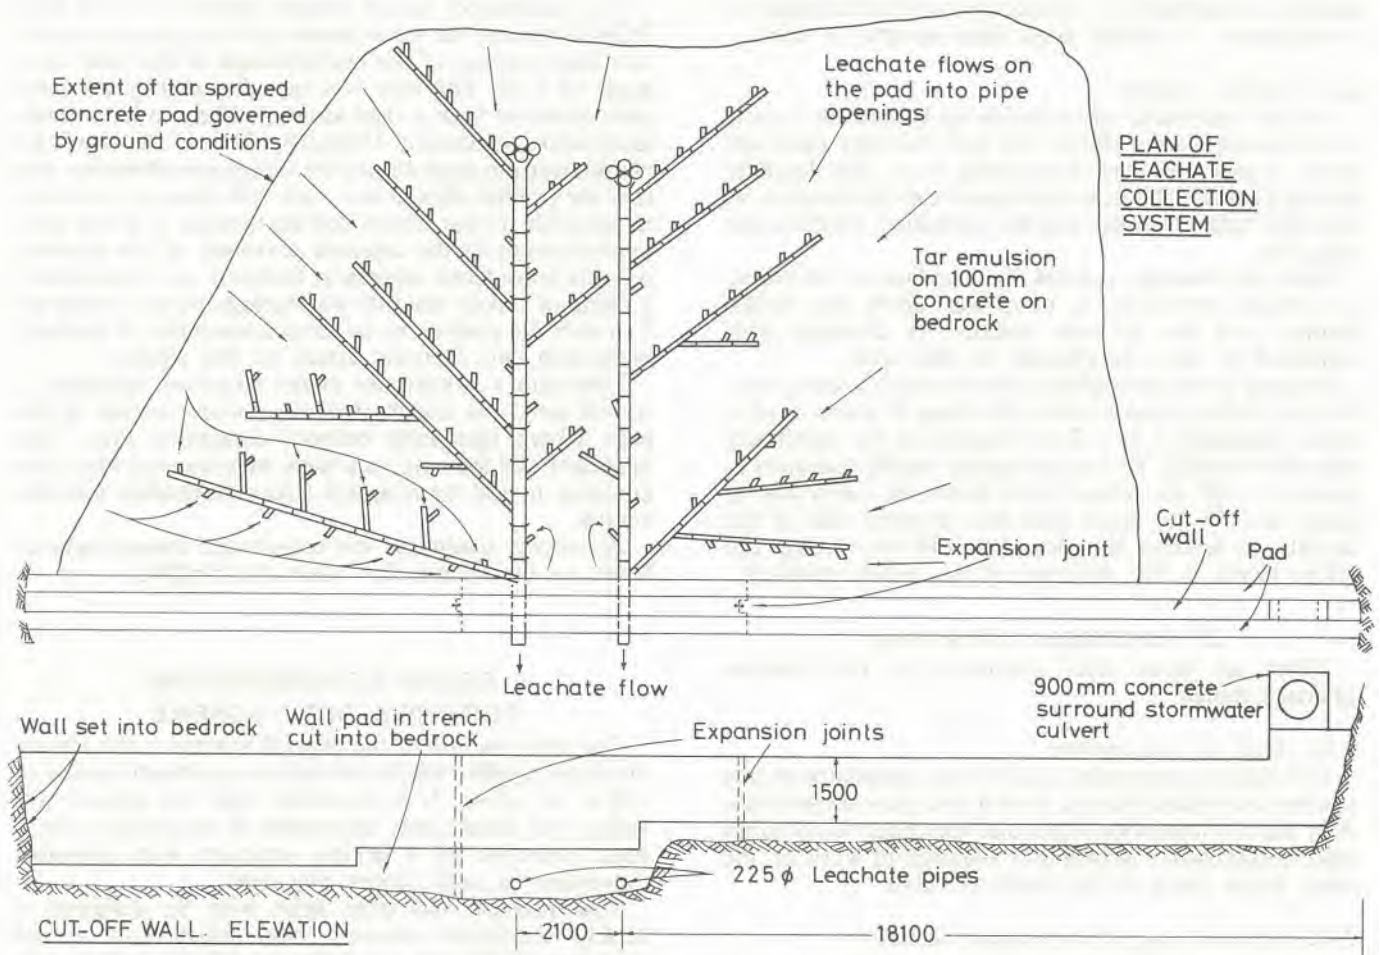 Extent of tar sprayed
concrete pad governed
by ground conditions
Leachate flows on
the pad into pipe
openings
PLAN OF
LEACHATE
COLLECTION
SYSTEM
Tar emulsion
on 100mm
concrete on
bedrock
Cut-off
wall
Pad
Expansion joint
Leachate flow
Wall set into bedrock
Wall pad in trench
cut into bedrock
Expansion joints
900mm concrete
surround stormwater
culvert
1500
225 ϕ Leachate pipes
CUT-OFF WALL ELEVATION
2100
18100